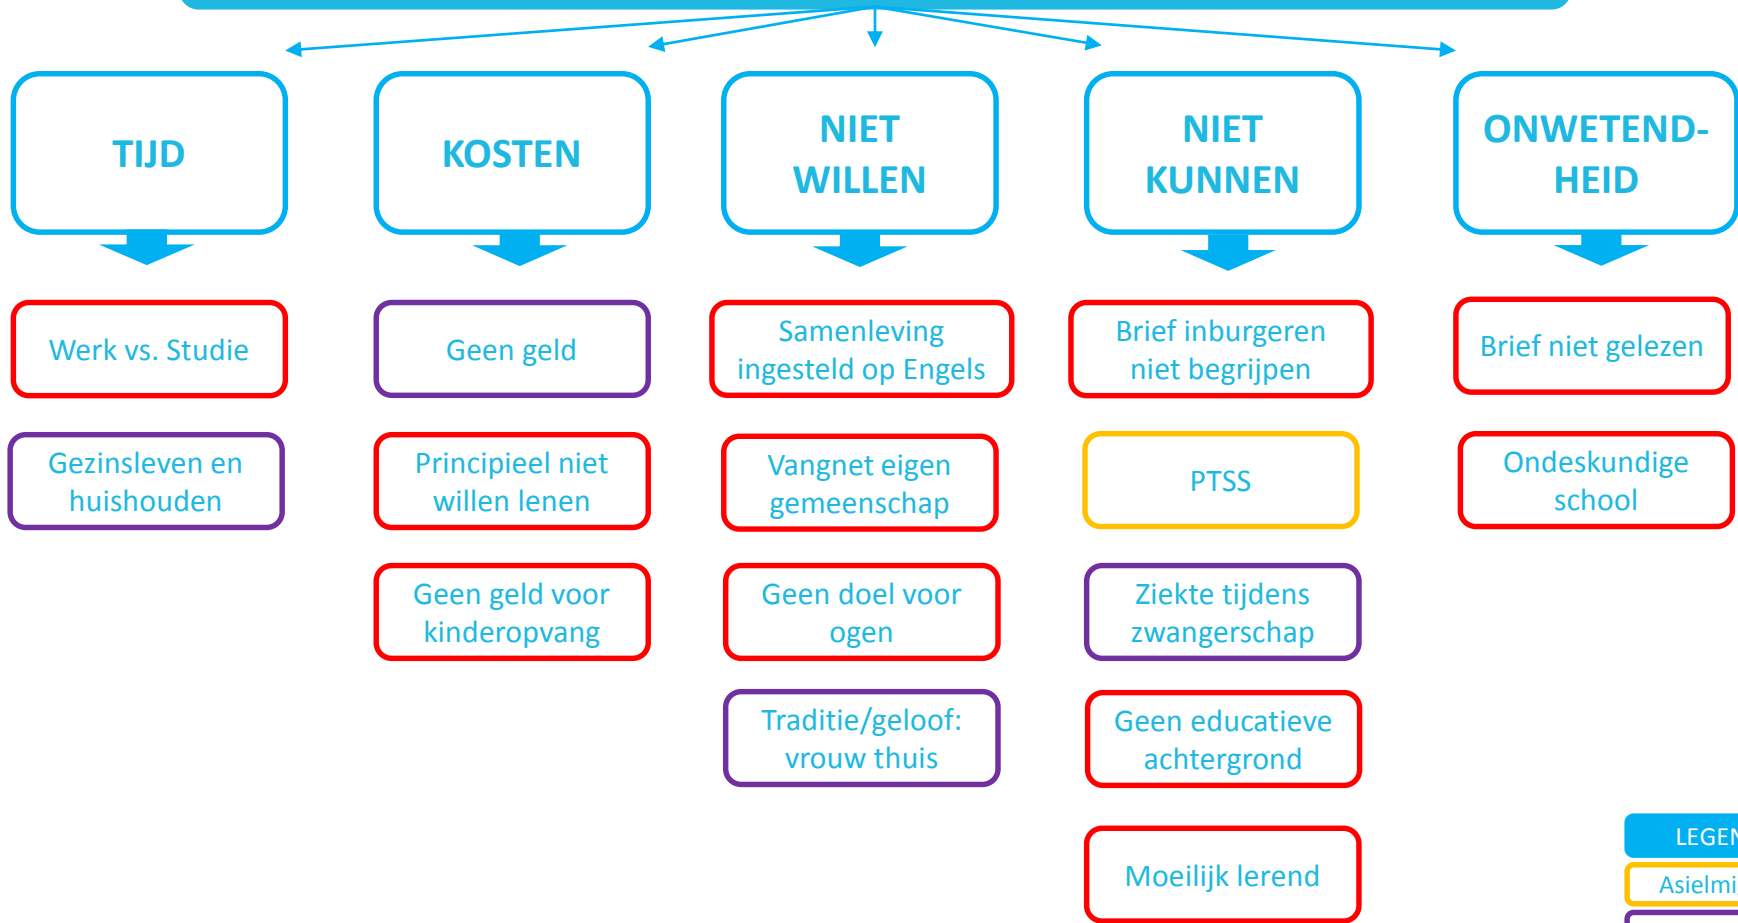 TIJD
KOSTEN
NIET
WILLEN
NIET
KUNNEN
ONWETEND-
HEID
Werk vs. Studie
Gezinsleven en
huishouden
Geen geld
Principieel niet
willen lenen
Geen geld voor
kinderopvang
Samenleving
ingesteld op Engels
Vangnet eigen
gemeenschap
Geen doel voor
ogen
Traditie/geloof:
vrouw thuis
Brief inburgeren
niet begrijpen
PTSS
Ziekte tijdens
zwangerschap
Geen educatieve
achtergrond
Moeilijk lerend
Brief niet gelezen
Ondeskundige
school